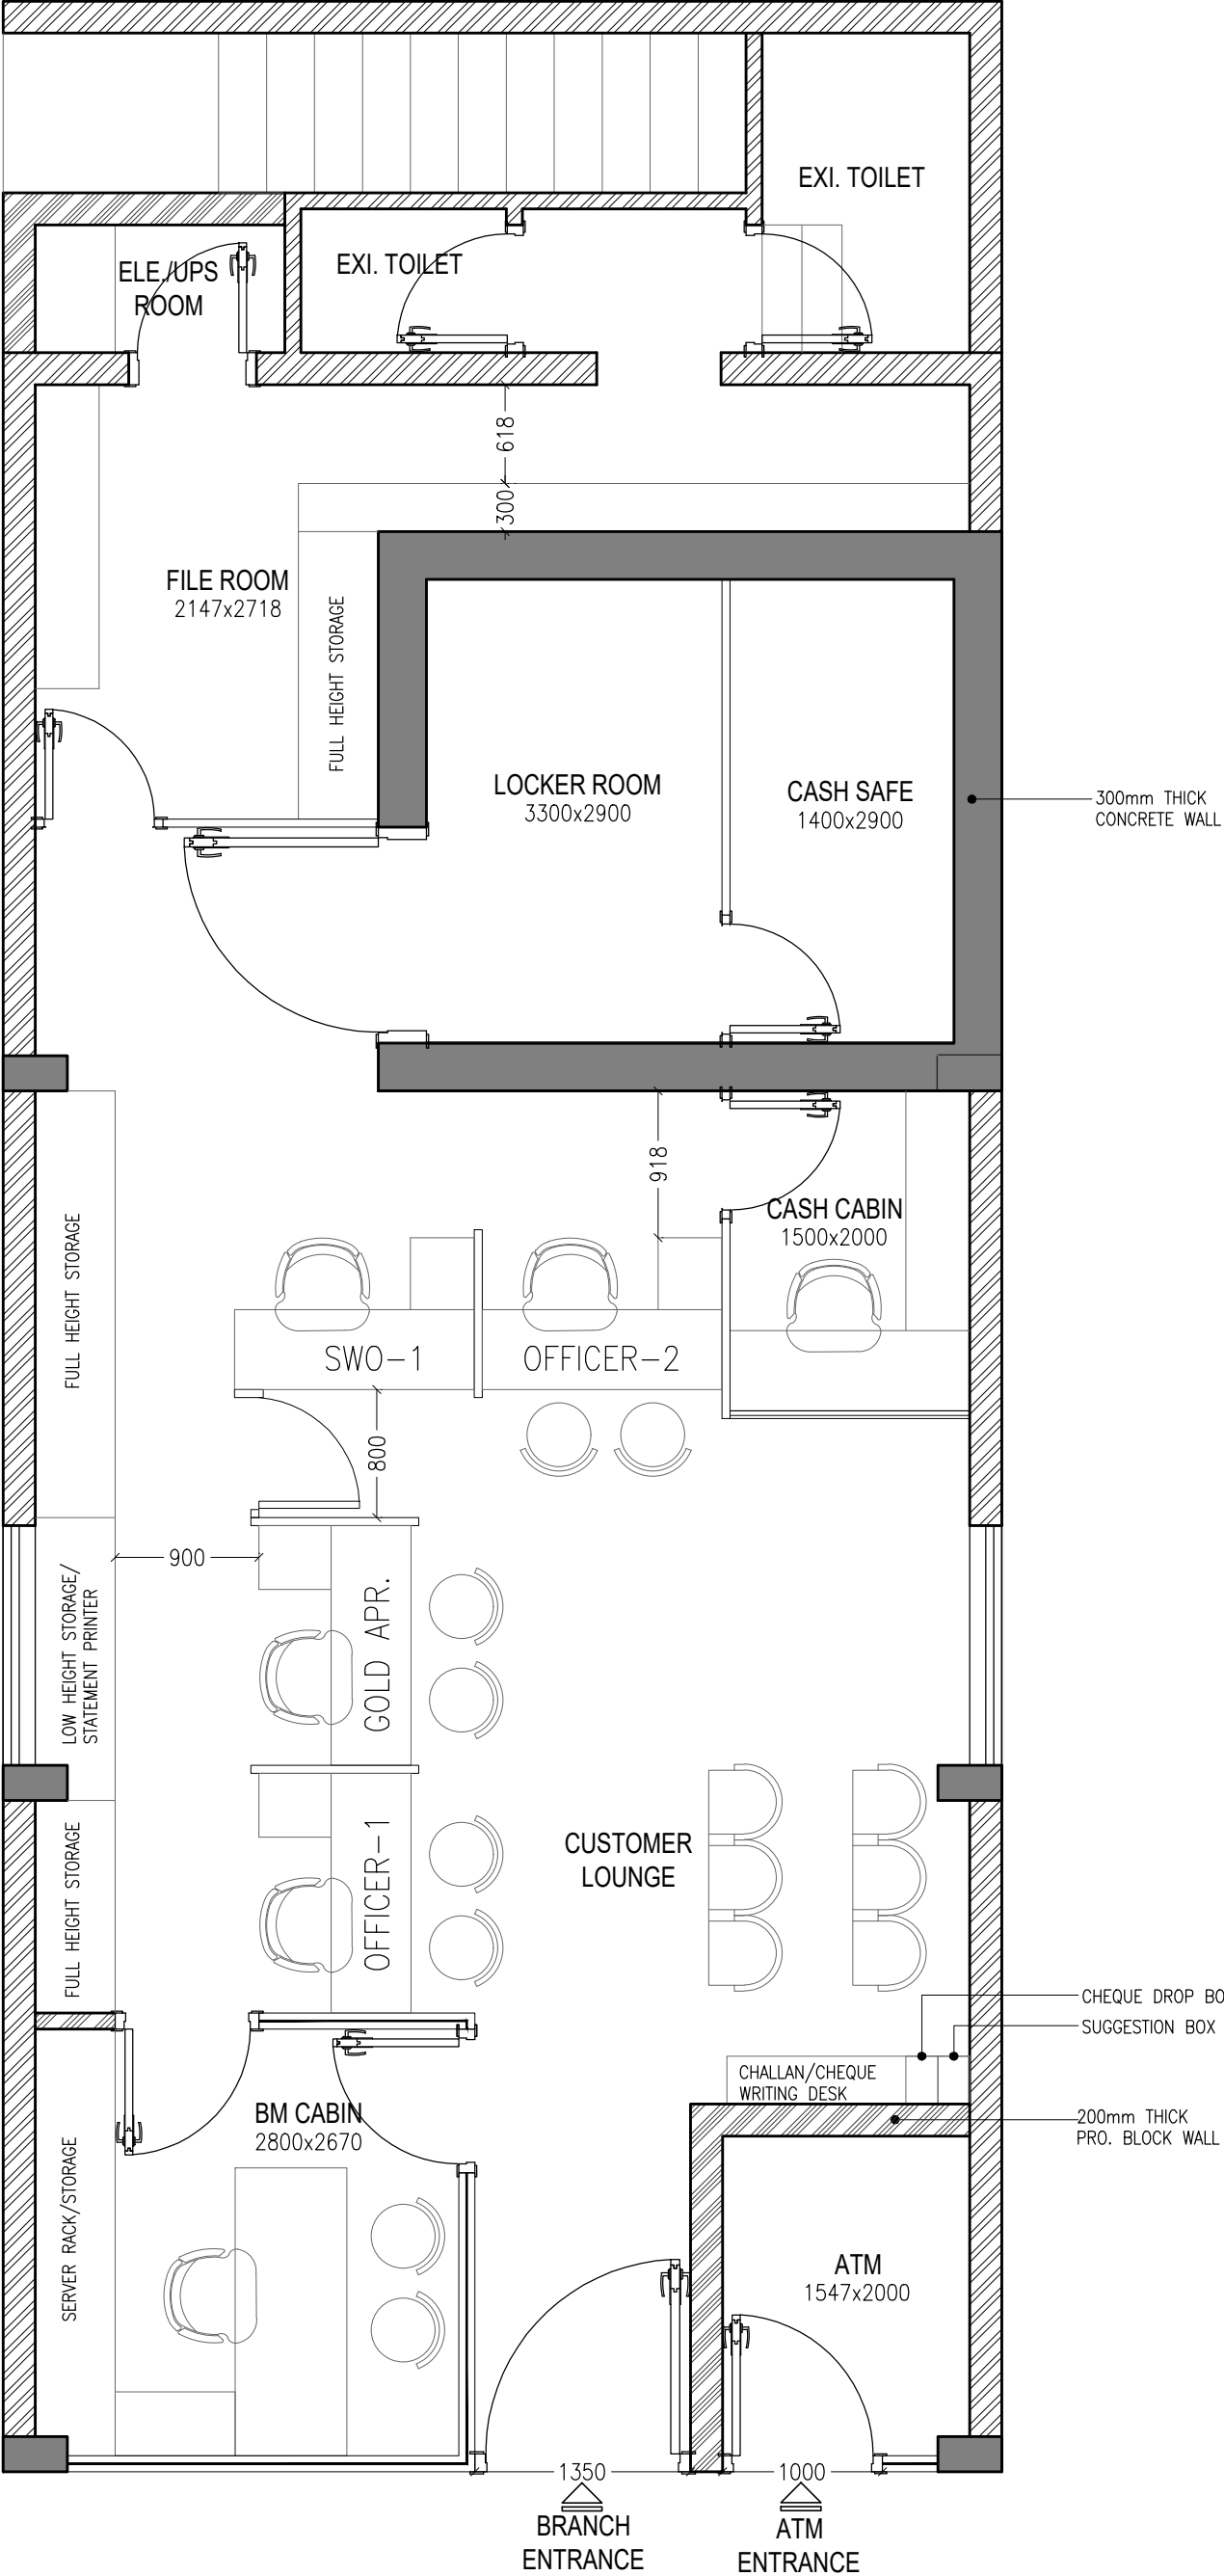 EXI. TOILET
EXI. TOILET
ELE./UPS
ROOM
618
300
FILE ROOM
2147x2718
FULL HEIGHT STORAGE
LOCKER ROOM
3300x2900
CASH SAFE
1400x2900
300mm THICK
CONCRETE WALL
918
CASH CABIN
1500x2000
FULL HEIGHT STORAGE
SWO-1
OFFICER-2
800
900
LOW HEIGHT STORAGE/
STATEMENT PRINTER
GOLD APR.
OFFICER-1
FULL HEIGHT STORAGE
CUSTOMER
LOUNGE
CHEQUE DROP BO
SUGGESTION BOX
CHALLAN/CHEQUE
WRITING DESK
200mm THICK
PRO. BLOCK WALL
BM CABIN
2800x2670
SERVER RACK/STORAGE
ATM
1547x2000
1350
1000
BRANCH
ENTRANCE
ATM
ENTRANCE